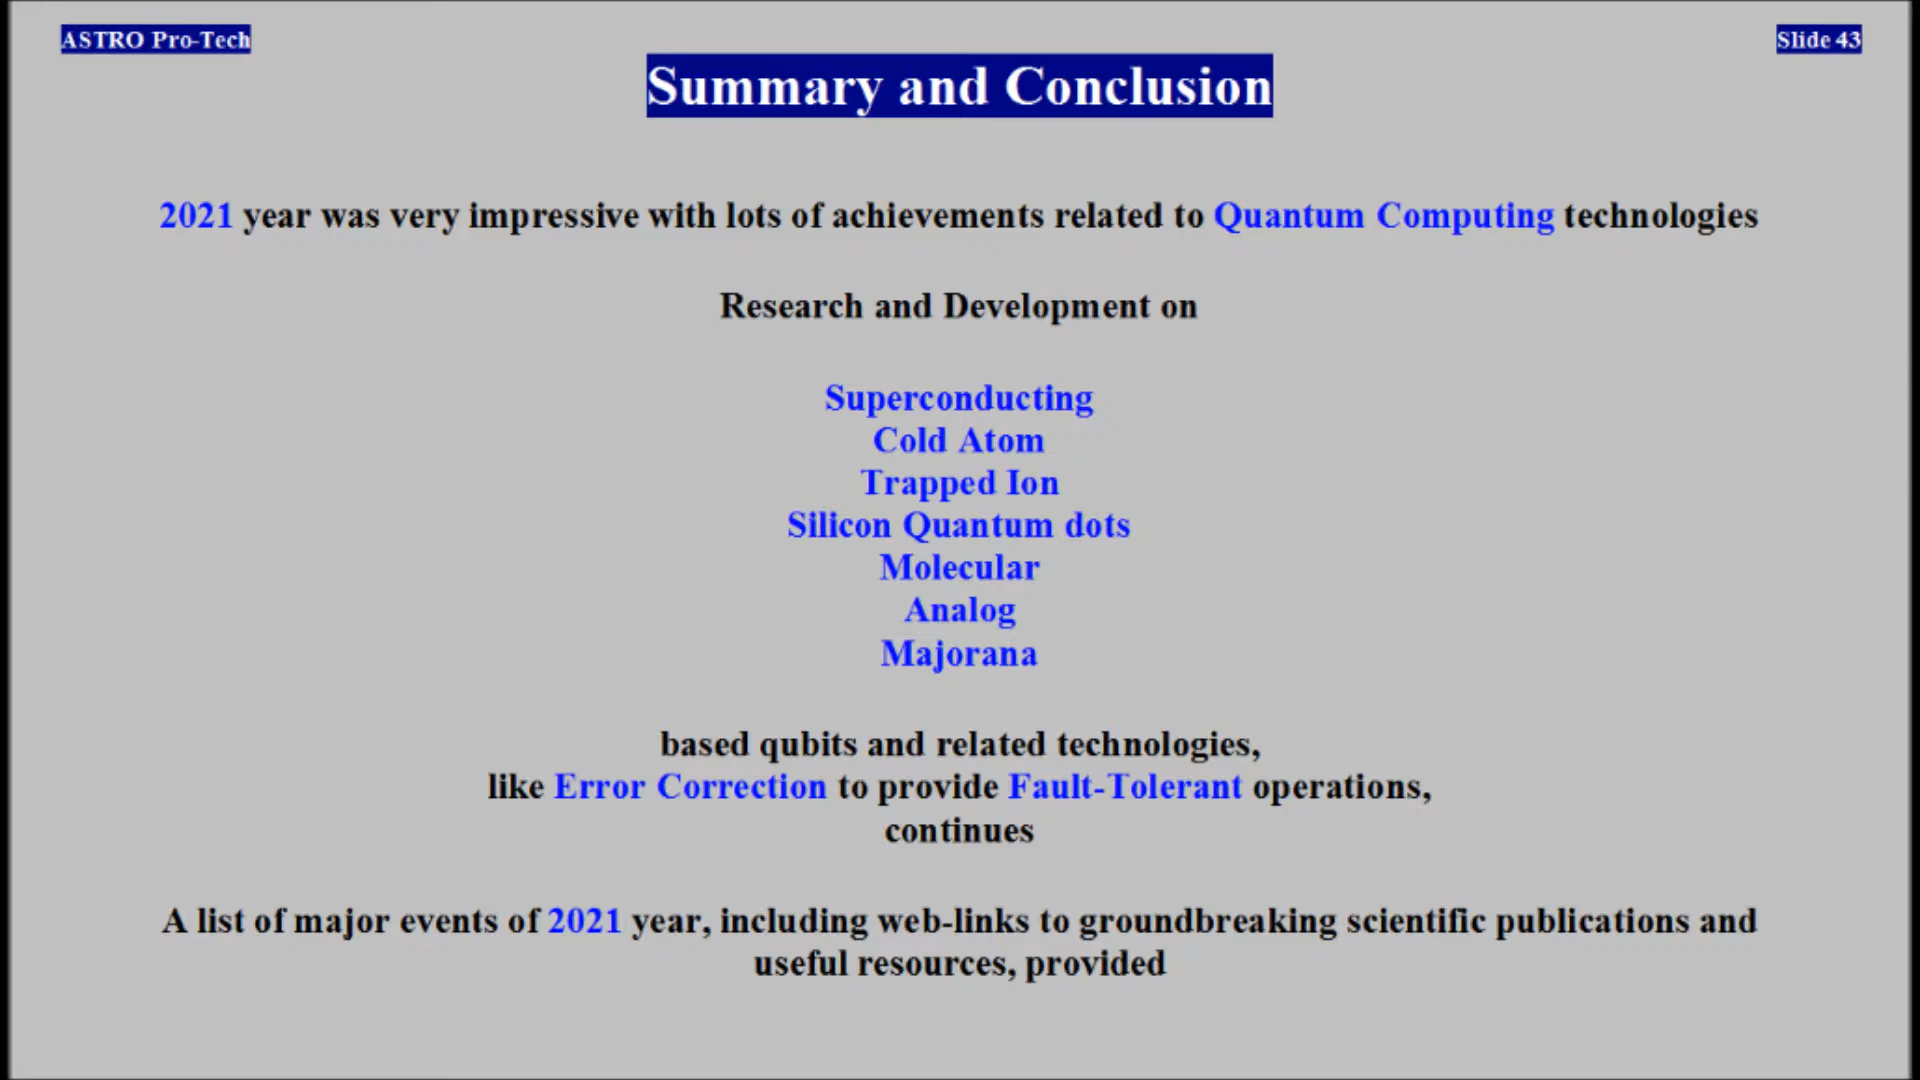 ASTRO Pro-Tech
Slide 43
Summary and Conclusion
2021 year was very impressive with lots of achievements related to Quantum Computing technologies
Research and Development on
Superconducting
Cold Atom
Trapped Ion
Silicon Quantum dots
Molecular
Analog
Majorana
based qubits and related technologies,
like Error Correction to provide Fault-Tolerant operations,
continues
A list of major events of 2021 year, including web-links to groundbreaking scientific publications and
useful resources, provided